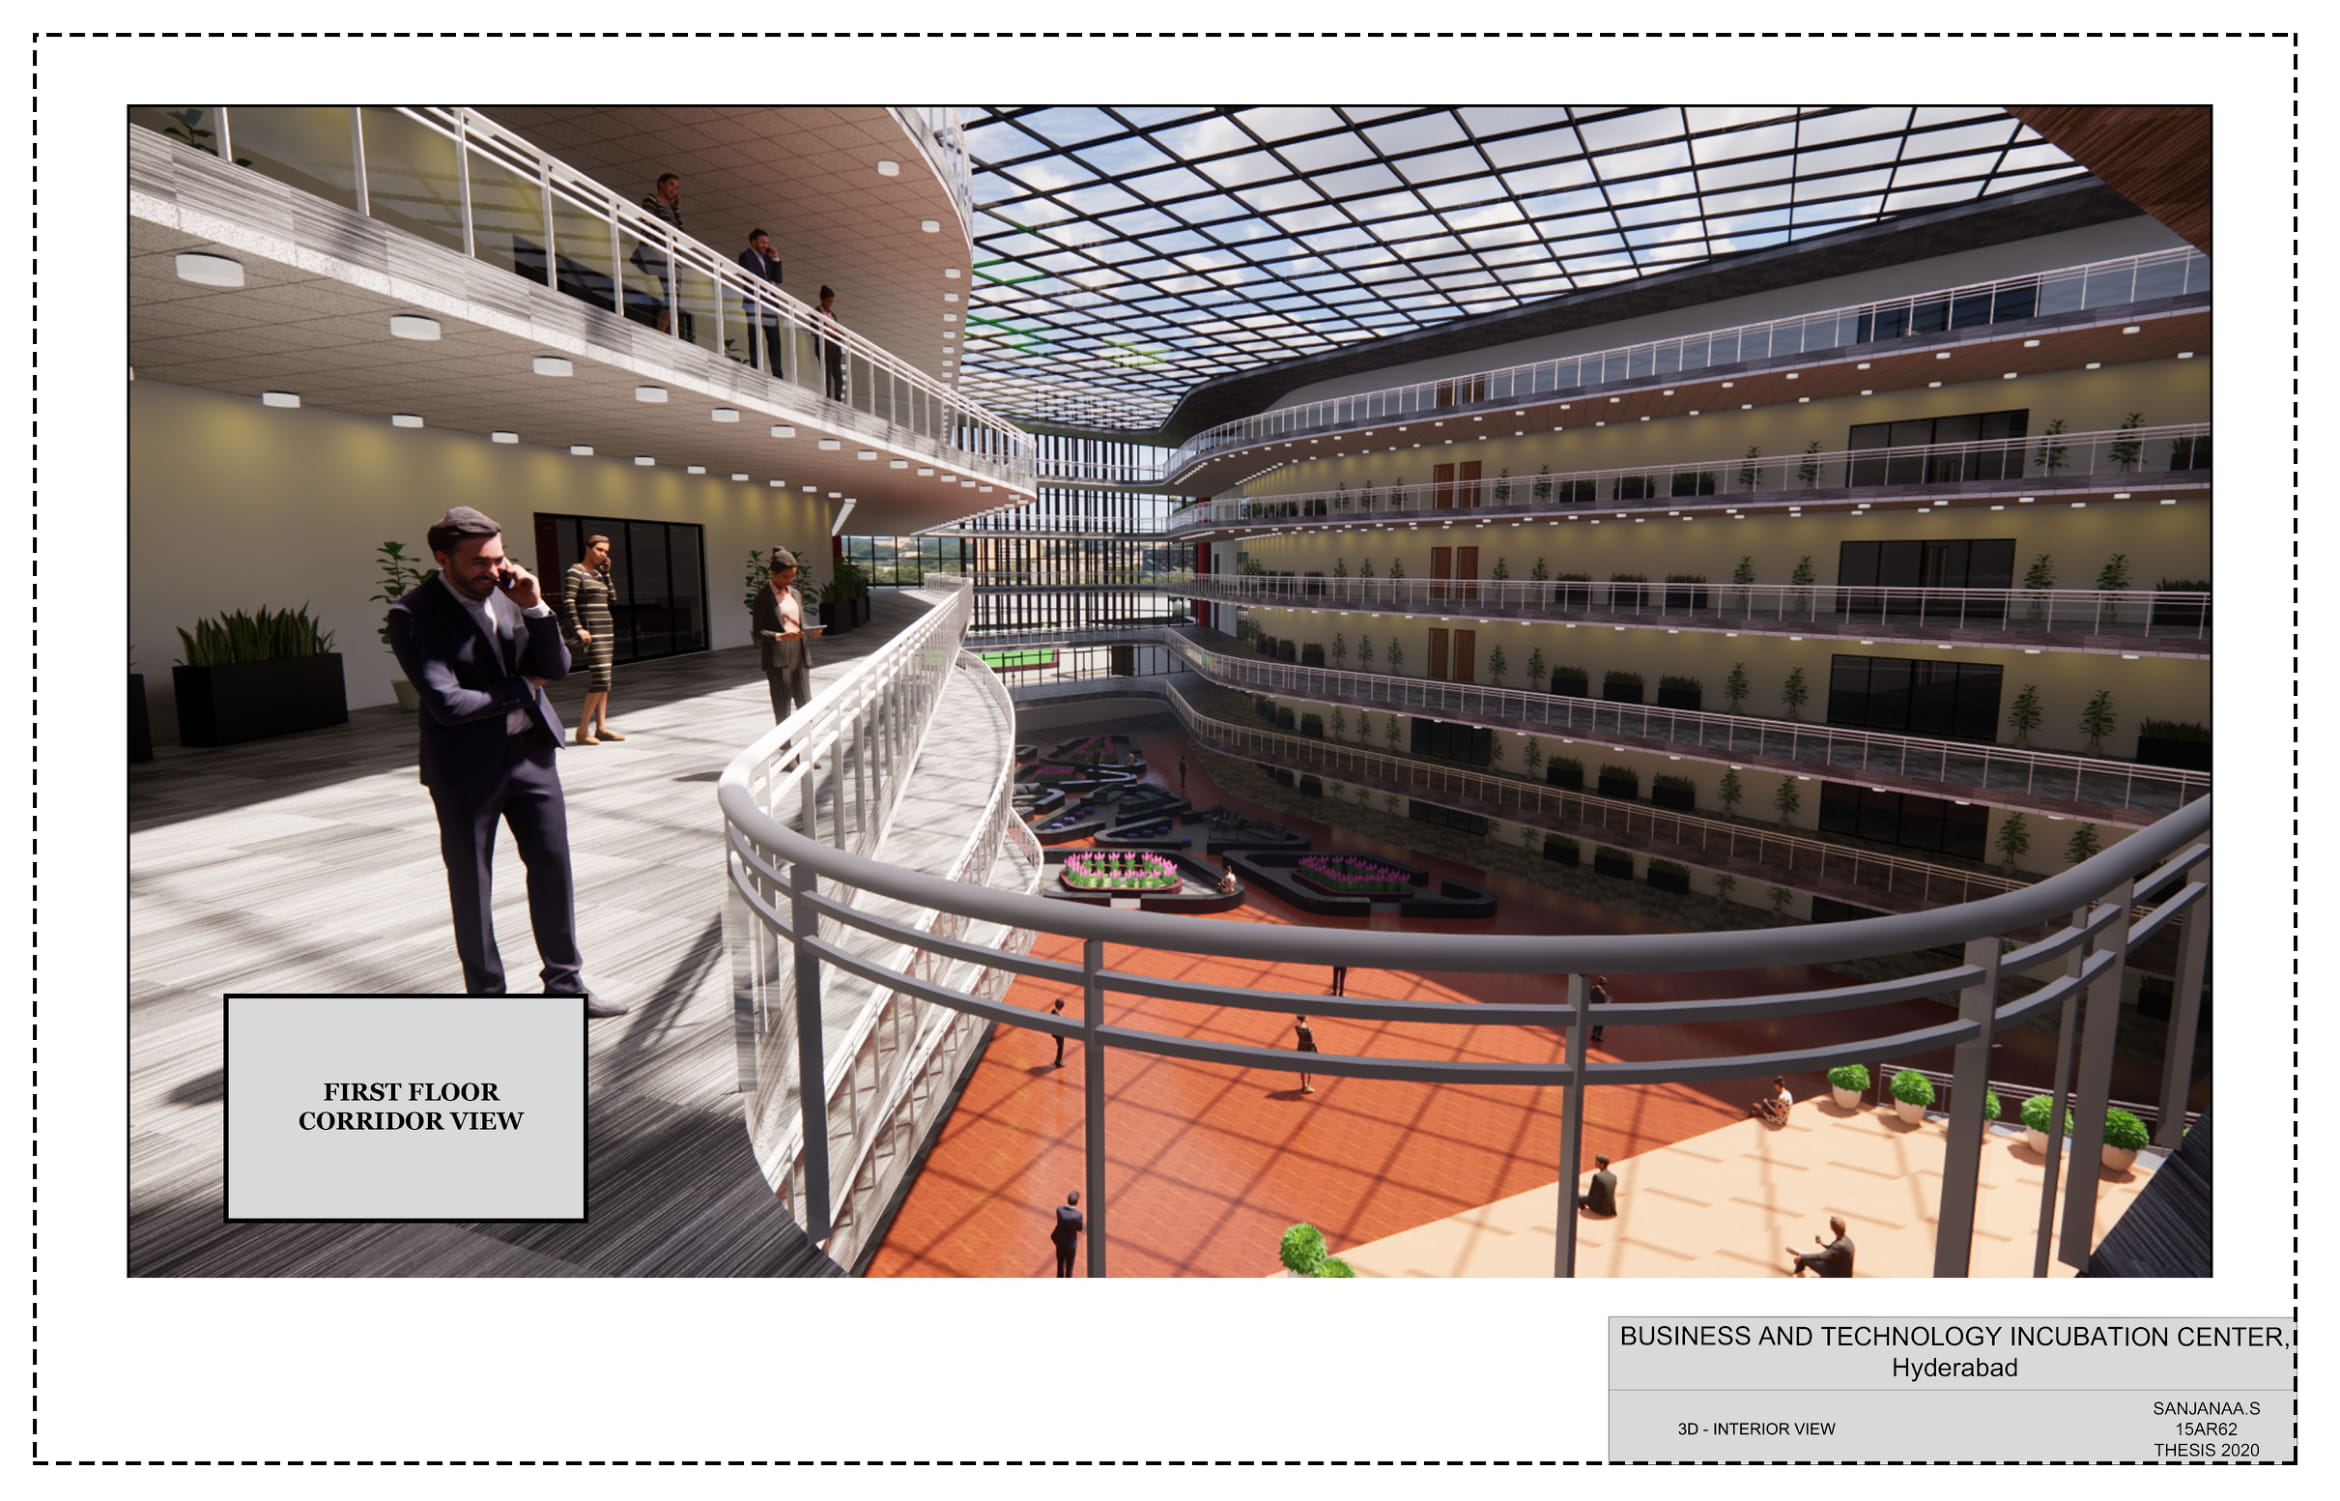 FIRST FLOOR
CORRIDOR VIEW
BUSINESS AND TECHNOLOGY INCUBATION CENTER,
Hyderabad
3D - INTERIOR VIEW
SANJANAA.S
15AR62
THESIS 2020